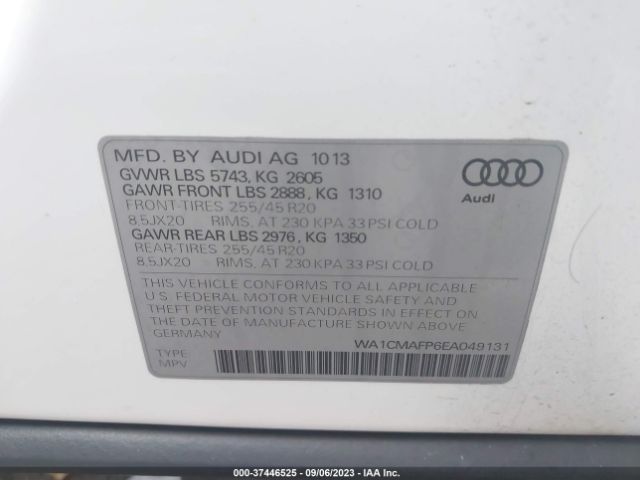 MFD. BY AUDI AG 1013
GVWR LBS 5743, KG 2605
GAWR FRONT LBS 2888, KG 1310
FRONT-TIRES 255/45 R20
8.5JX20 RIMS, AT 230 KPA 33 PSI COLD
GAWR REAR LBS 2976, KG 1350
REAR-TIRES 255/45 R20
8.5JX20 RIMS, AT 230 KPA 33 PSI COLD
Audi
THIS VEHICLE CONFORMS TO ALL APPLICABLE
U.S. FEDERAL MOTOR VEHICLE SAFETY AND
THEFT PREVENTION STANDARDS IN EFFECT ON
THE DATE OF MANUFACTURE SHOWN ABOVE
GERMANY
WA1CMAFP6EA049131
TYPE
MPV
000-37446525 - 09/06/2023 - IAA Inc.